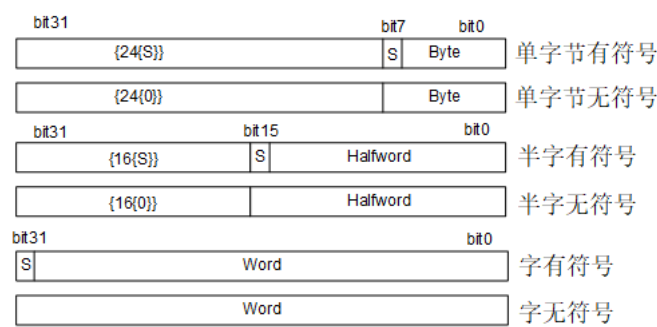 bit31 bit7 bit0
{24{S}} S Byte 单字节有符号
{24{0}} Byte 单字节无符号
bit31 bit15 bit0
{16{S}} S Halfword 半字有符号
{16{0}} Halfword 半字无符号
bit31 bit0
S Word 字有符号
Word 字无符号